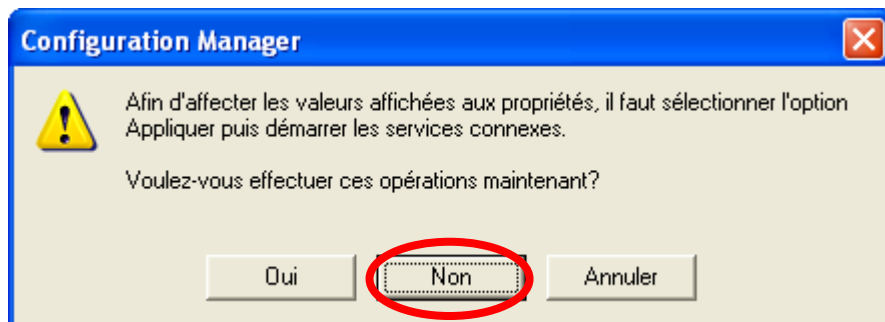 Configuration Manager
Afin d'affecter les valeurs affichées aux propriétés, il faut sélectionner l'option
Appliquer puis démarrer les services connexes.
Voulez-vous effectuer ces opérations maintenant?
Oui
Non
Annuler